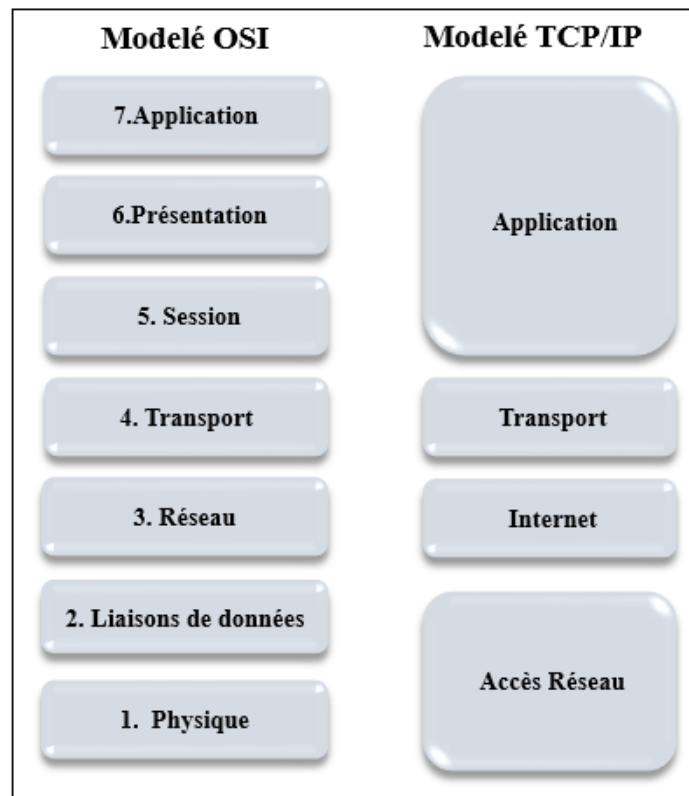 Modelé OSI
7.Application
6.Présentation
5. Session
4. Transport
3. Réseau
2. Liaisons de données
1. Physique
Modelé TCP/IP
Application
Transport
Internet
Accès Réseau